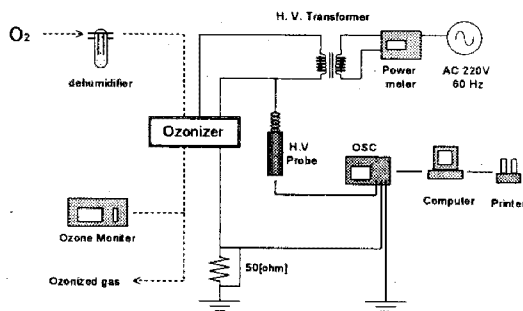 H. V. Transformer
O2
dehumidifier
Power
meter
AC 220V
60 Hz
Ozonizer
H.V
Probe
OSC
Computer
Printer
Ozone Moniter
50[ohm]
Ozonized gas